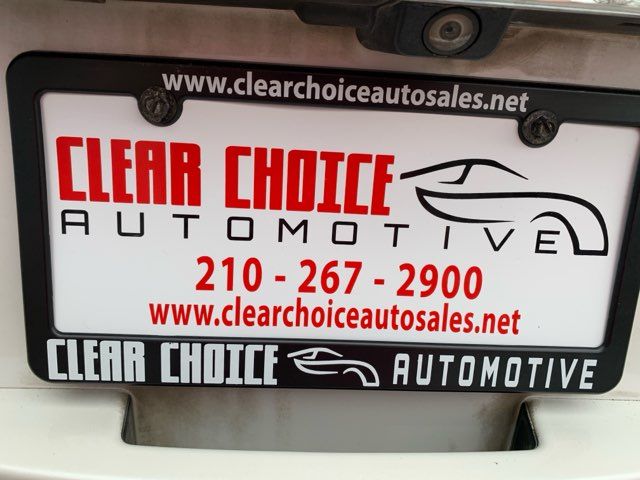 www.clearchoiceautosales.net
CLEAR CHOICE
AUTOMOTIVE
210 - 267 - 2900
www.clearchoiceautosales.net
CLEAR CHOICE AUTOMOTIVE